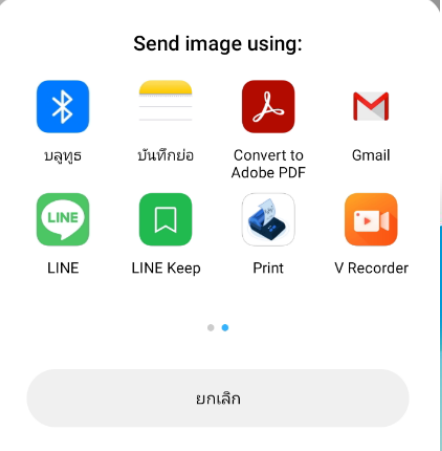 Send image using:
บลูทูธ
บันทึกย่อ
Convert to
Adobe PDF
Gmail
LINE
LINE
LINE Keep
Print
V Recorder
ยกเลิก